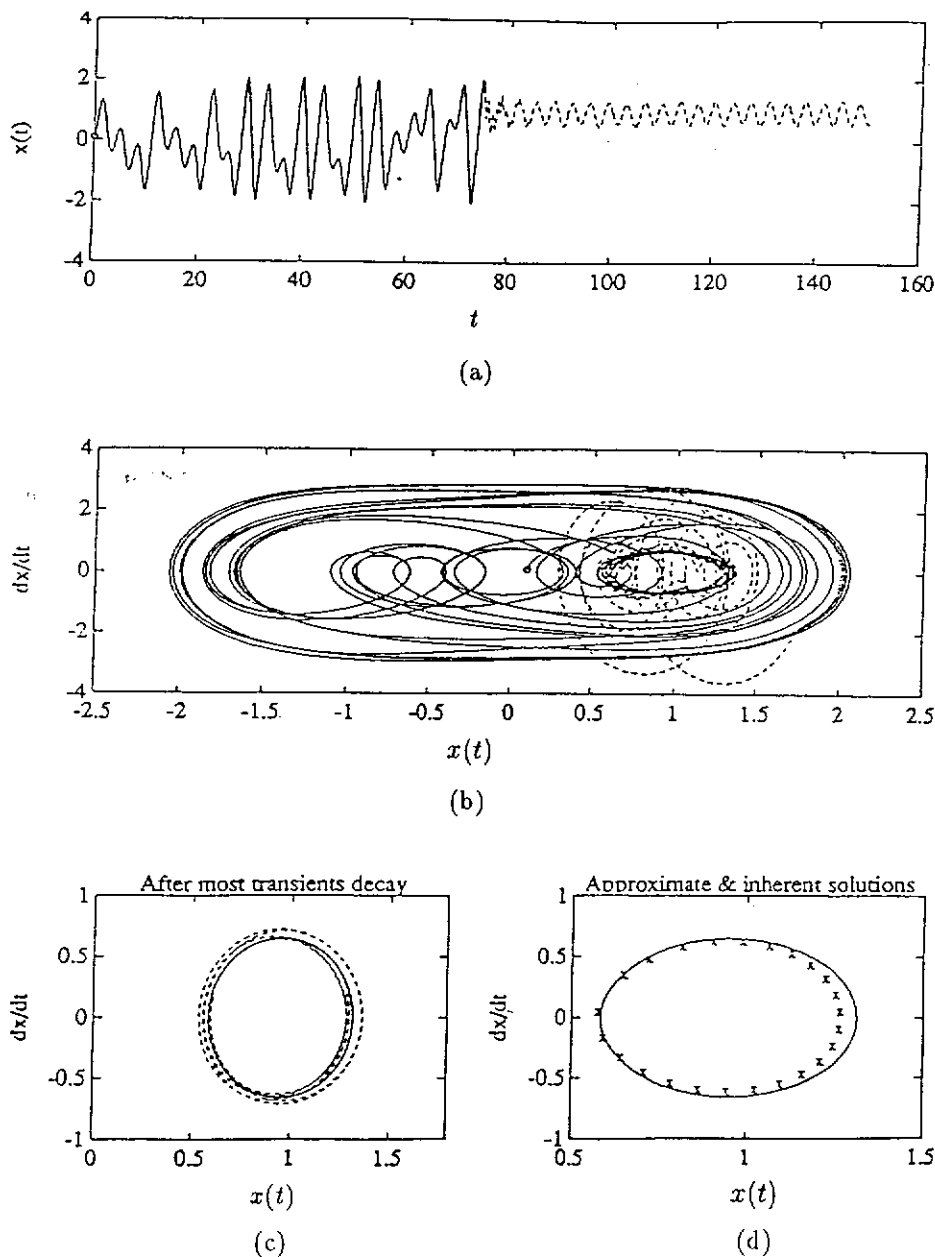 4
2
x(t)
0
-2
-4
0 20 40 60 80 100 120 140 160
t
(a)
4
2
dx/dt
0
-2
-4
-2.5 -2 -1.5 -1 -0.5 0 0.5 1 1.5 2 2.5
x(t)
(b)
After most transients decay
1
0.5
dx/dt
0
-0.5
-1
0 0.5 1 1.5
x(t)
(c)
Approximate & inherent solutions
1
0.5
dx/dt
0
-0.5
-1
0.5 1 1.5
x(t)
(d)